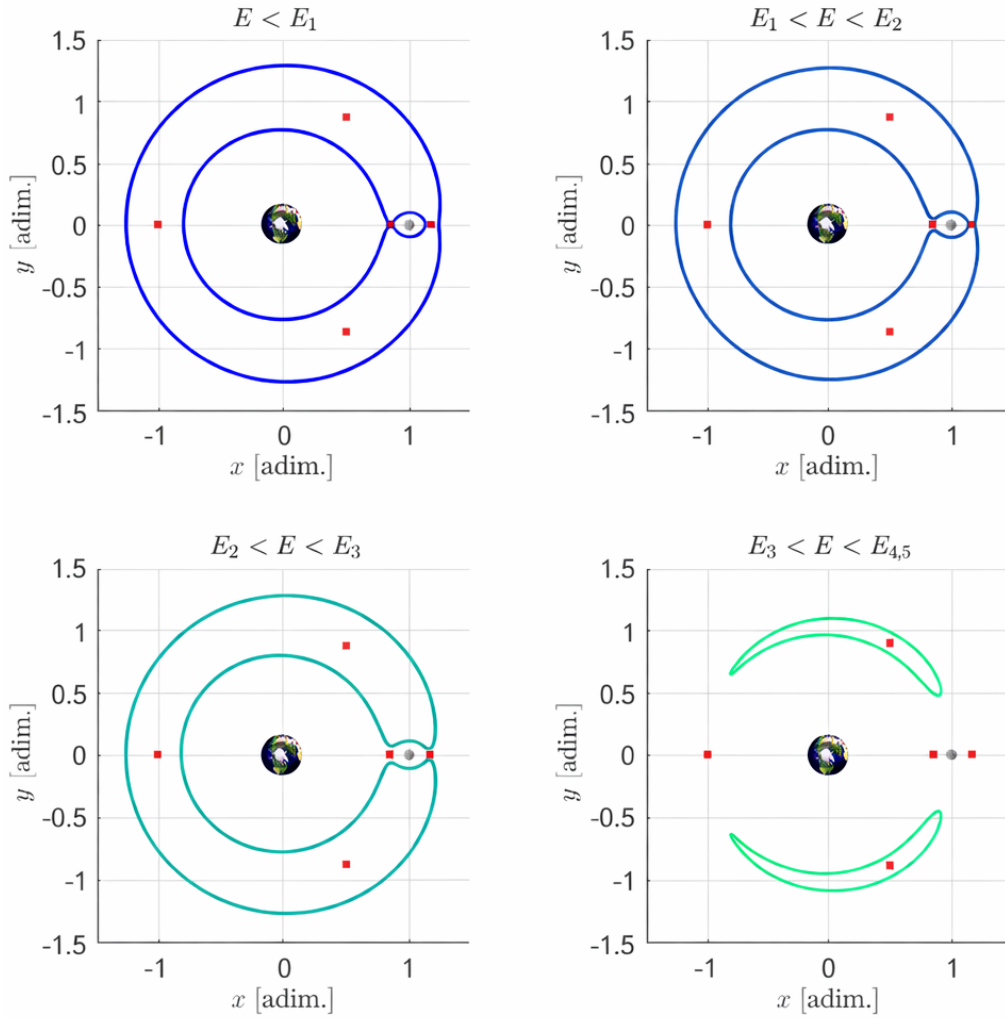 E < E₁
1.5
1
0.5
0
-0.5
-1
-1.5
y [adim.]
-1 0 1
x [adim.]
E₁ < E < E₂
1.5
1
0.5
0
-0.5
-1
-1.5
y [adim.]
-1 0 1
x [adim.]
E₂ < E < E₃
1.5
1
0.5
0
-0.5
-1
-1.5
y [adim.]
-1 0 1
x [adim.]
E₃ < E < E₄,₅
1.5
1
0.5
0
-0.5
-1
-1.5
y [adim.]
-1 0 1
x [adim.]